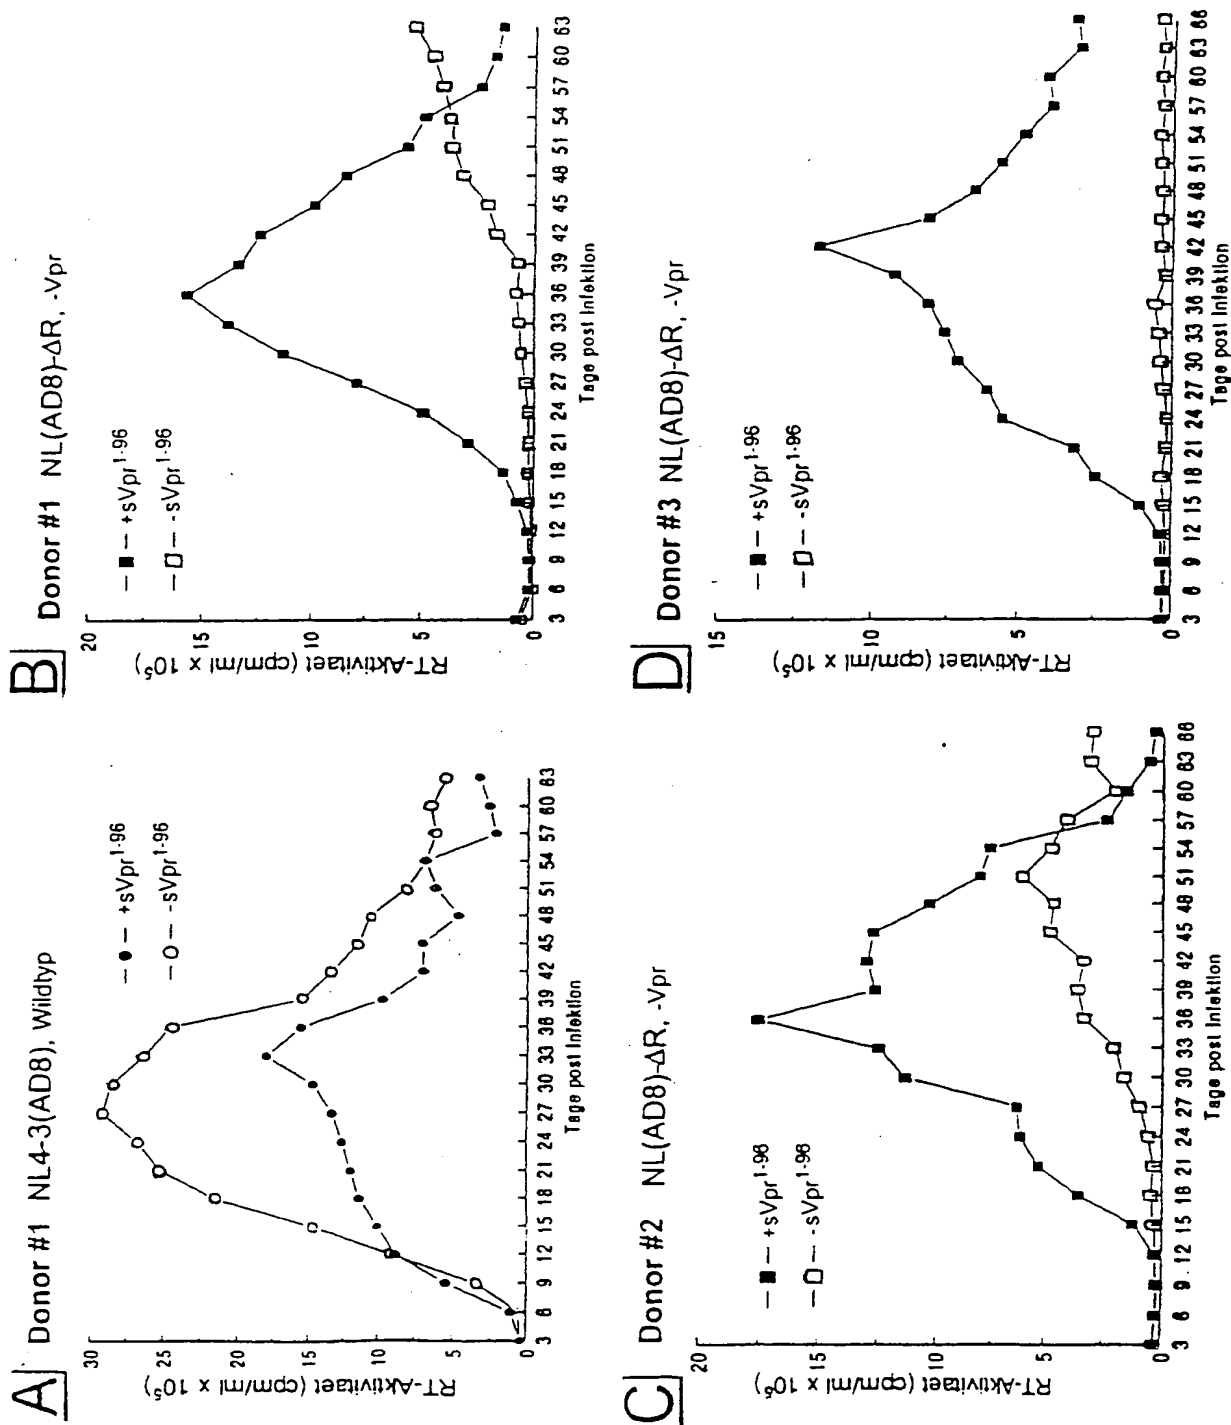 A
Donor #1 NL4-3(AD8), Wildtyp
+sVpr1-96
-sVpr1-96
RT-Aktivitaet (cpm/ml x 10⁵)
30
25
20
15
10
5
0
3 6 9 12 15 18 21 24 27 30 33 36 39 42 45 48 51 54 57 60 63
Tage post Infektion
B
Donor #1 NL(AD8)-ΔR, -Vpr
+sVpr1-96
-sVpr1-96
RT-Aktivitaet (cpm/ml x 10⁵)
20
15
10
5
0
3 6 9 12 15 18 21 24 27 30 33 36 39 42 45 48 51 54 57 60 63
Tage post Infektion
C
Donor #2 NL(AD8)-ΔR, -Vpr
+sVpr1-96
-sVpr1-96
RT-Aktivitaet (cpm/ml x 10⁵)
20
15
10
5
0
3 6 9 12 15 18 21 24 27 30 33 36 39 42 45 48 51 54 57 60 63 66
Tage post Infektion
D
Donor #3 NL(AD8)-ΔR, -Vpr
+sVpr1-96
-sVpr1-96
RT-Aktivitaet (cpm/ml x 10⁵)
15
10
5
0
3 6 9 12 15 18 21 24 27 30 33 36 39 42 45 48 51 54 57 60 63 66
Tage post Infektion